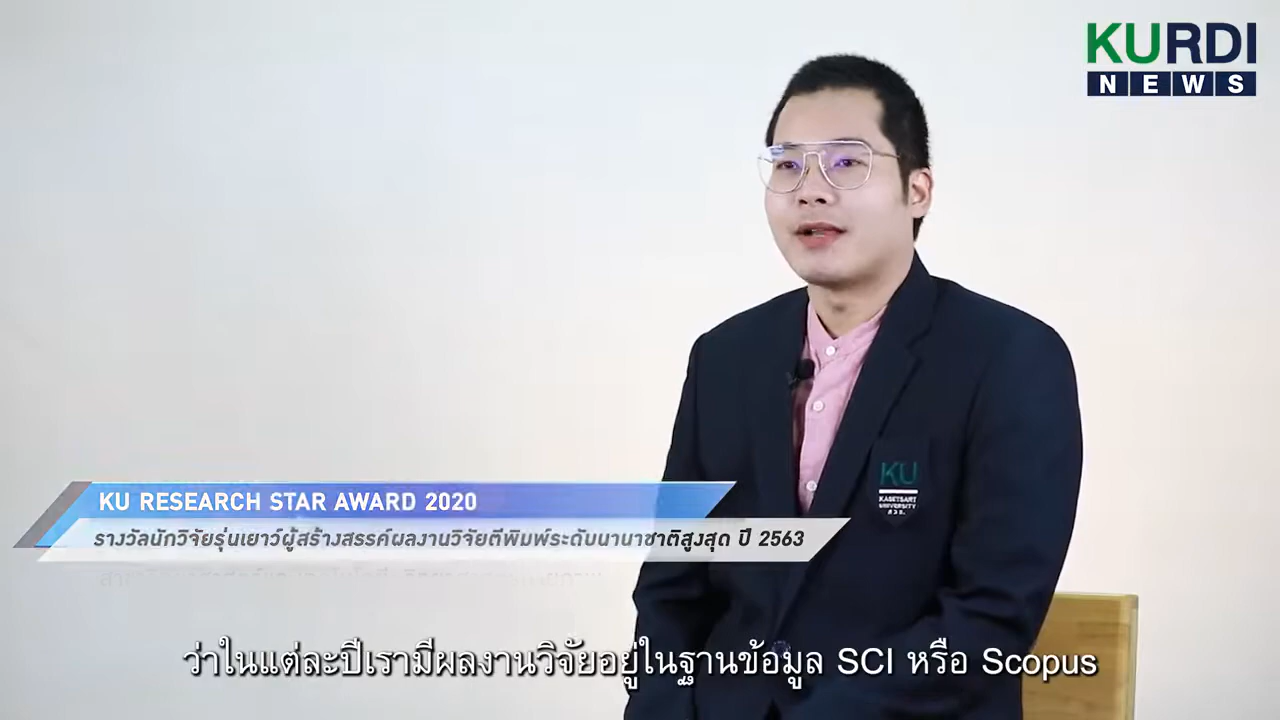 KURDI
NEWS
KU
KASETSART
UNIVERSITY
KU RESEARCH STAR AWARD 2020
รางวัลนักวิจัยรุ่นเยาว์ผู้สร้างสรรค์ผลงานวิจัยตีพิมพ์ระดับนานาชาติสูงสุด ปี 2563
ว่าในแต่ละปีเรามีผลงานวิจัยอยู่ในฐานข้อมูล SCI หรือ Scopus